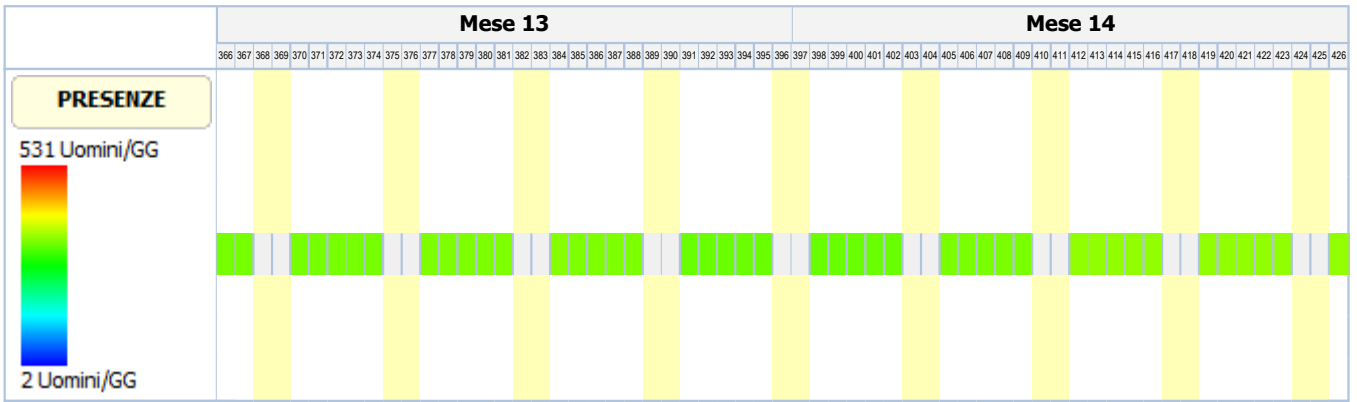 Mese 13 Mese 14
366 367 368 369 370 371 372 373 374 375 376 377 378 379 380 381 382 383 384 385 386 387 388 389 390 391 392 393 394 395 396 397 398 399 400 401 402 403 404 405 406 407 408 409 410 411 412 413 414 415 416 417 418 419 420 421 422 423 424 425 426
PRESENZE
531 Uomini/GG
2 Uomini/GG